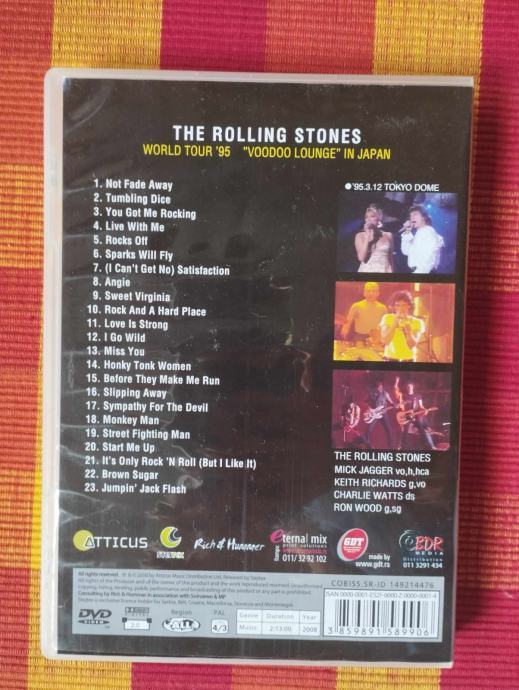 THE ROLLING STONES
WORLD TOUR '95 "VOODOO LOUNGE" IN JAPAN
1. Not Fade Away
2. Tumbling Dice
3. You Got Me Rocking
4. Live With Me
5. Rocks Off
6. Sparks Will Fly
7. (I Can't Get No) Satisfaction
8. Angie
9. Sweet Virginia
10. Rock And A Hard Place
11. Love Is Strong
12. I Go Wild
13. Miss You
14. Honky Tonk Women
15. Before They Make Me Run
16. Slipping Away
17. Sympathy For The Devil
18. Monkey Man
19. Street Fighting Man
20. Start Me Up
21. It's Only Rock 'N Roll (But I Like It)
22. Brown Sugar
23. Jumpin' Jack Flash
●'95.3.12 TOKYO DOME
THE ROLLING STONES
MICK JAGGER vo,h,hca
KEITH RICHARDS g,vo
CHARLIE WATTS ds
RON WOOD g,sg
ATTICUS
Rich & Hummer
eternal mix
print solutions
011/ 32 92 102
GDT
made by
www.gdt.rs
EDR
MEDIA
Distribution
011 3291 434
COBISS.SR-ID 149214476
DVD
VIDEO
2.0
Region
ALL
PAL
4/3
Genre Duration Year
Music 2:13:00 2008
3 859891 589906